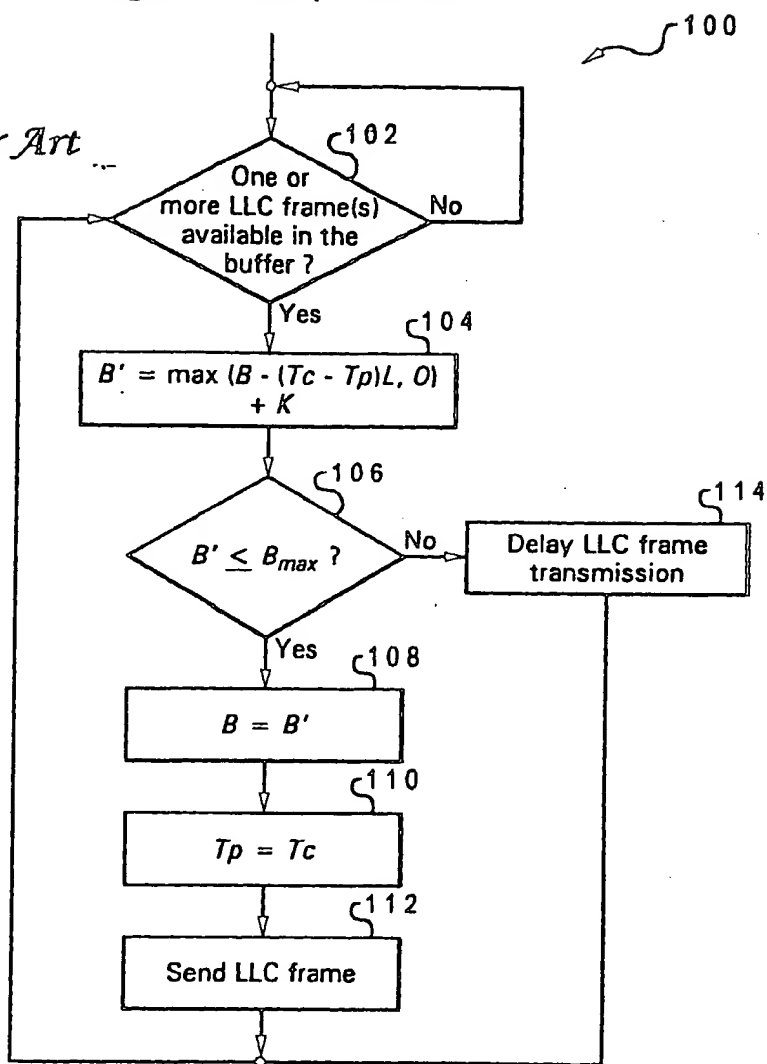 100
Art
102
One or
more LLC frame(s)
available in the
buffer ?
No
Yes
104
B' = max (B - (Tc - Tp)L, O)
+ K
106
B' ≤ Bmax ?
No
114
Delay LLC frame
transmission
Yes
108
B = B'
110
Tp = Tc
112
Send LLC frame